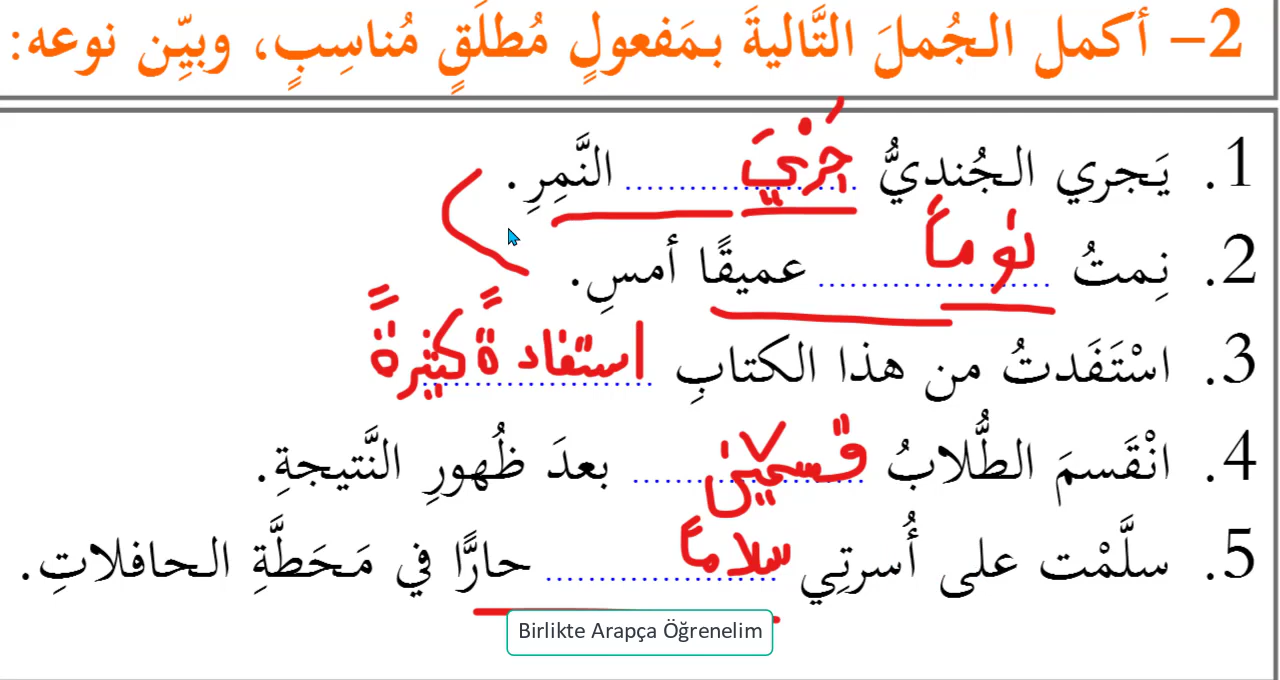 2- أكمل الجُملَ التَّاليةَ بمَفعولٍ مُطلَقٍ مُناسِبٍ، وبيِّن نوعه:
1. يَجري الجُنديُّ جَرْيَ النَّمِرِ.
2. نِمتُ نوماً عميقًا أمسِ.
3. اسْتَفَدتُ من هذا الكتابِ استفادةً كثيرةً
4. انْقَسمَ الطُّلابُ قسمين بعدَ ظُهورِ النَّتيجةِ.
5. سلَّمْت على أُسرتِي سلاماً حارًّا في مَحَطَّةِ الحافلاتِ.
Birlikte Arapça Öğrenelim